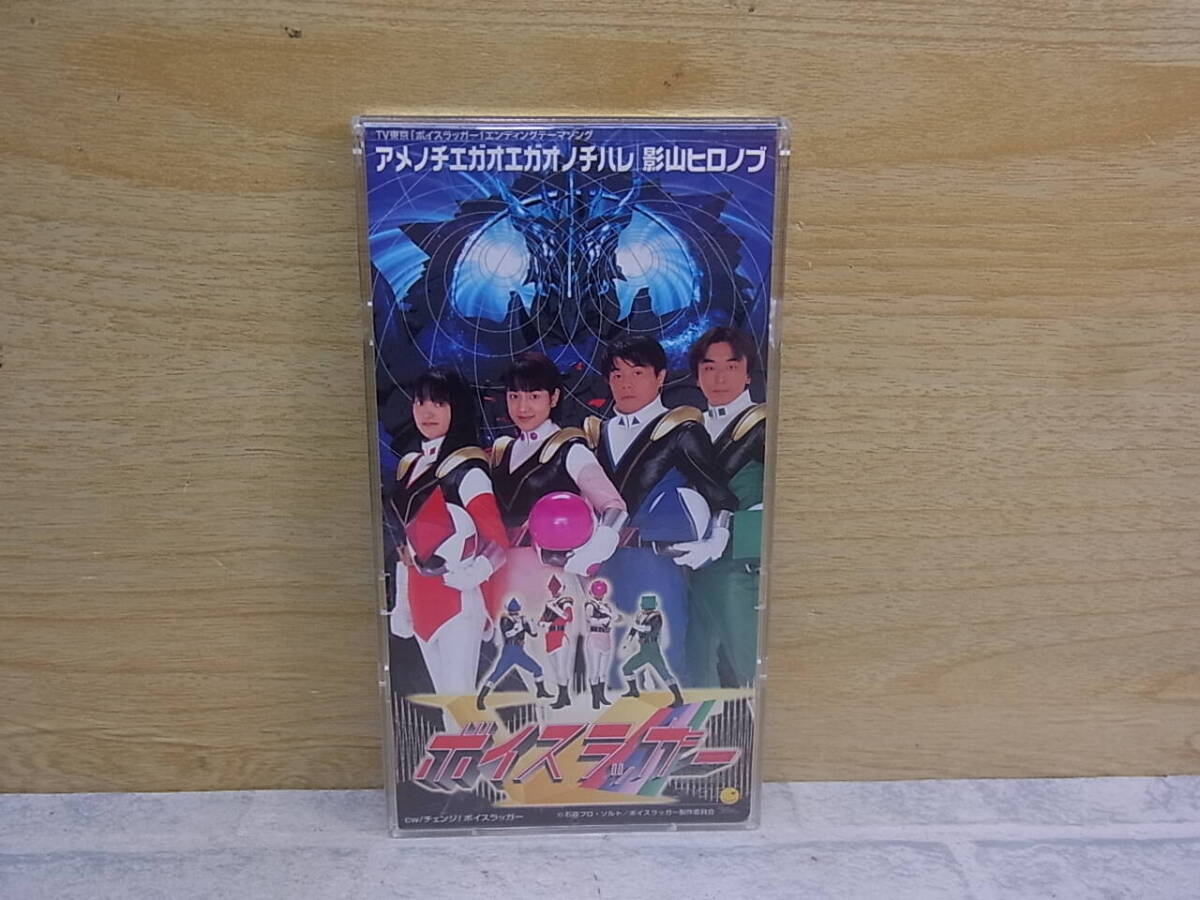 TV東京「ボイスラッガー」エンディングテーマソング
アメノチエガオエガオノチハレ 影山ヒロノブ
ボイスラッガー
cw/チェンジ！ボイスラッガー
©石森プロ・ソルト／ボイスラッガー製作委員会